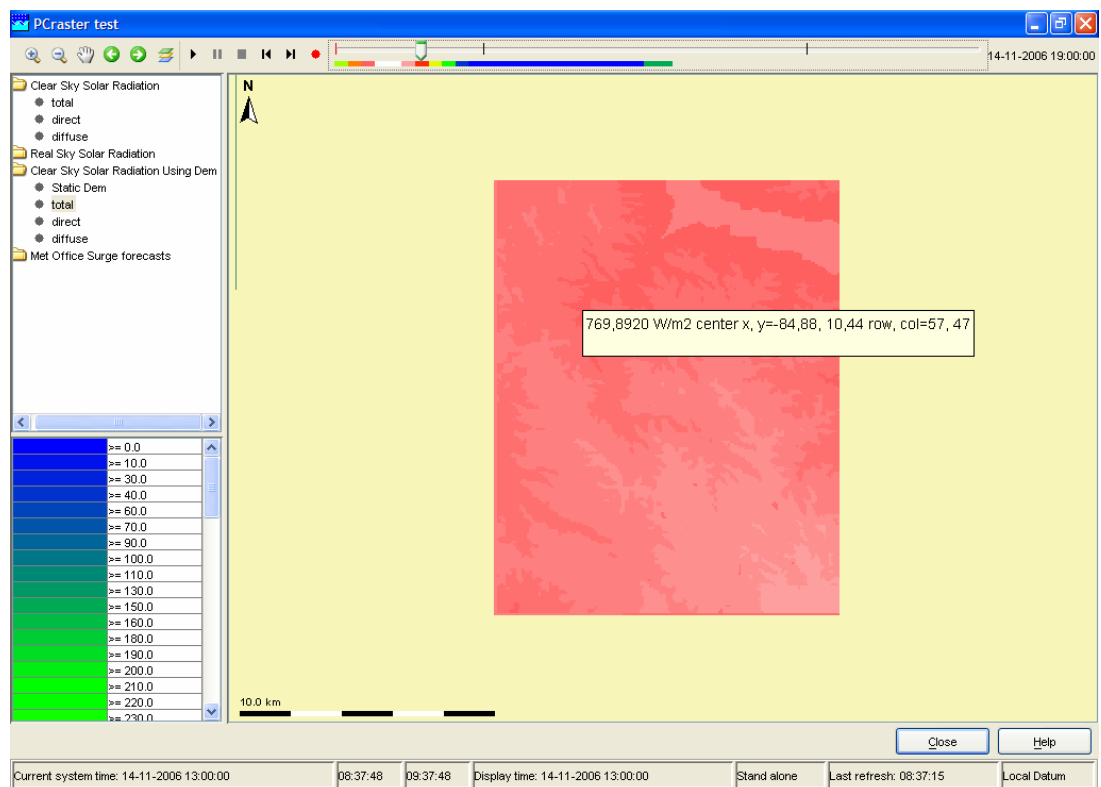 PCraster test
14-11-2006 19:00:00
Clear Sky Solar Radiation
total
direct
diffuse
Real Sky Solar Radiation
Clear Sky Solar Radiation Using Dem
Static Dem
total
direct
diffuse
Met Office Surge forecasts
N
769,8920 W/m2 center x, y=-84,88, 10,44 row, col=57, 47
>= 0.0
>= 10.0
>= 30.0
>= 40.0
>= 60.0
>= 70.0
>= 90.0
>= 100.0
>= 110.0
>= 130.0
>= 150.0
>= 160.0
>= 180.0
>= 190.0
>= 200.0
>= 210.0
>= 220.0
>= 230.0
10.0 km
Close Help
Current system time: 14-11-2006 13:00:00 08:37:48 09:37:48 Display time: 14-11-2006 13:00:00 Stand alone Last refresh: 08:37:15 Local Datum